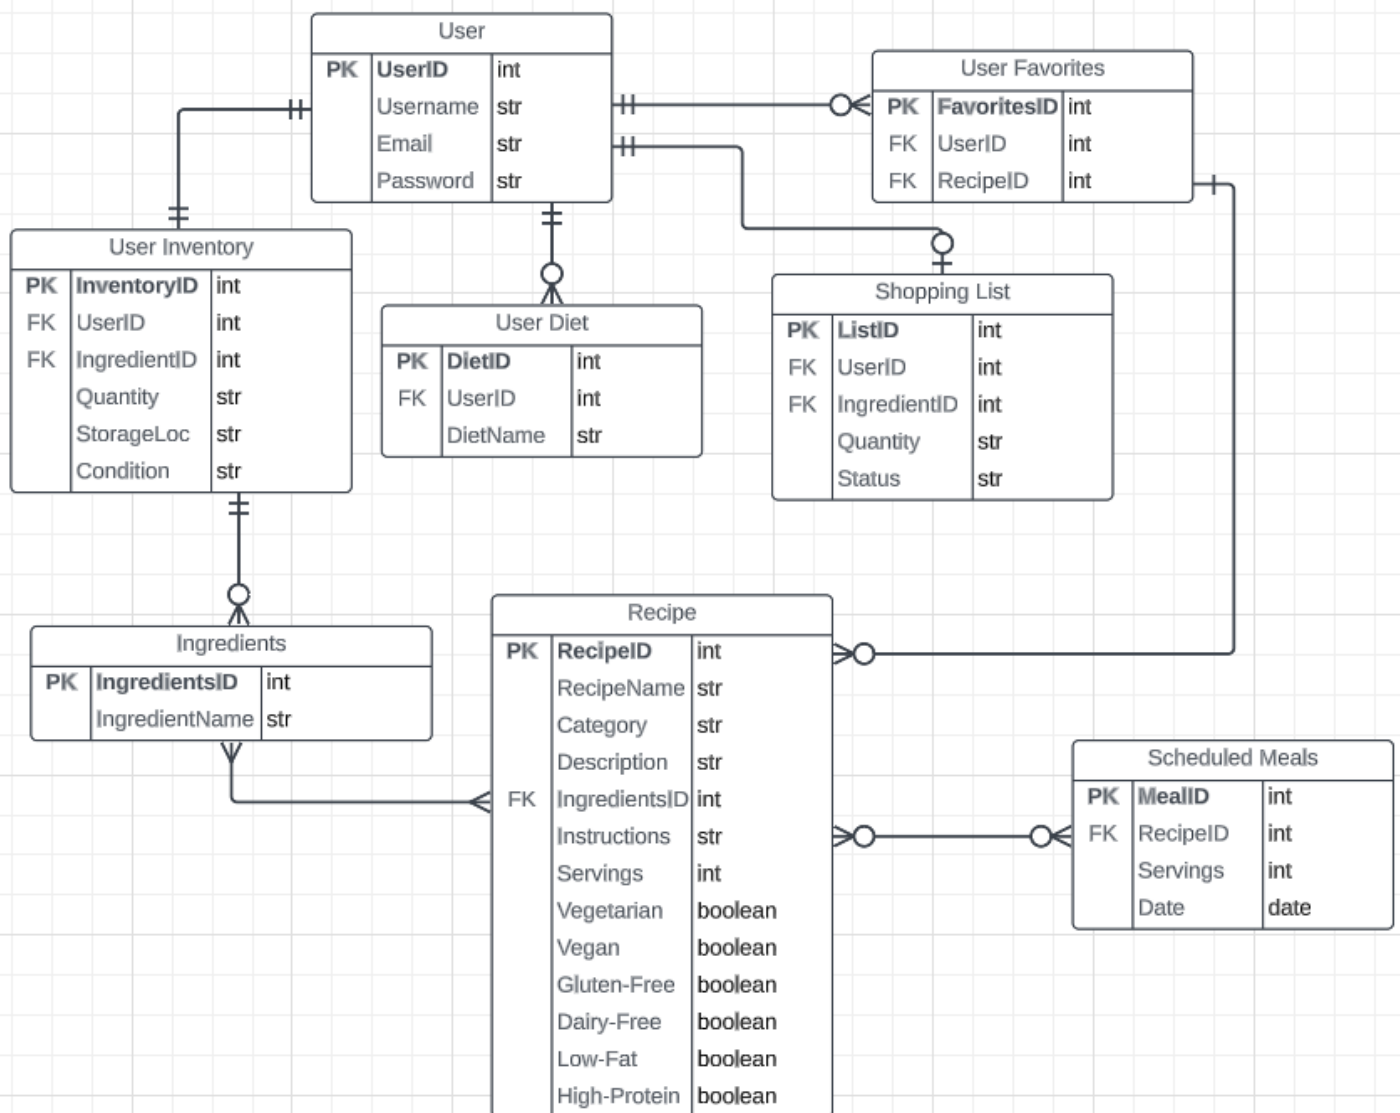 User
PK UserID int
Username str
Email str
Password str
User Favorites
PK FavoritesID int
FK UserID int
FK RecipeID int
User Inventory
PK InventoryID int
FK UserID int
FK IngredientID int
Quantity str
StorageLoc str
Condition str
User Diet
PK DietID int
FK UserID int
DietName str
Shopping List
PK ListID int
FK UserID int
FK IngredientID int
Quantity str
Status str
Ingredients
PK IngredientsID int
IngredientName str
Recipe
PK RecipeID int
RecipeName str
Category str
Description str
FK IngredientsID int
Instructions str
Servings int
Vegetarian boolean
Vegan boolean
Gluten-Free boolean
Dairy-Free boolean
Low-Fat boolean
High-Protein boolean
Scheduled Meals
PK MealID int
FK RecipeID int
Servings int
Date date